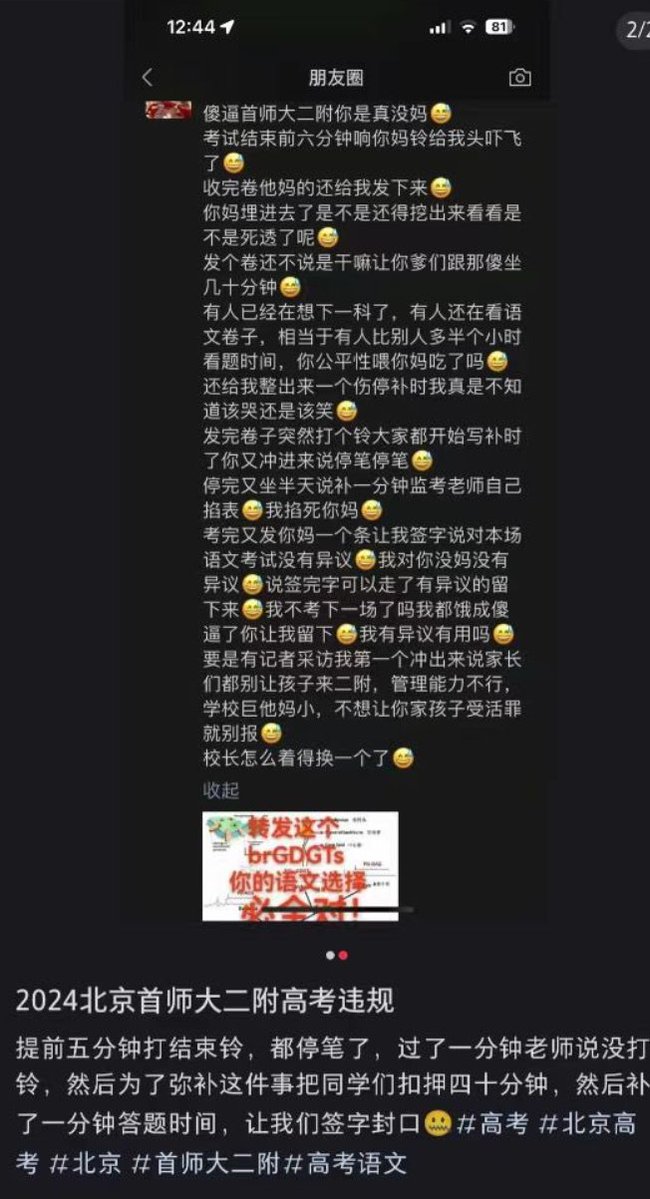 12:44
81
2/2
朋友圈
傻逼首师大二附你是真没妈😅
考试结束前六分钟响你妈铃给我头吓飞
了😅
收完卷他妈的还给我发下来😅
你妈埋进去了是不是还得挖出来看看是
不是死透了呢😅
发个卷还不说是干嘛让你爹们跟那傻坐
几十分钟😅
有人已经在想下一科了，有人还在看语
文卷子，相当于有人比别人多半个小时
看题时间，你公平性喂你妈吃了吗😅
还给我整出来一个伤停补时我真是不知
道该哭还是该笑😅
发完卷子突然打个铃大家都开始写补时
了你又冲进来说停笔停笔😅
停完又坐半天说补一分钟监考老师自己
掐表😅我掐死你妈😅
考完又发你妈一个条让我签字说对本场
语文考试没有异议😅我对你没妈没有
异议😅说签完字可以走了有异议的留
下来😅我不考下一场了吗我都饿成傻
逼了你让我留下😅我有异议有用吗😅
要是有记者采访我第一个冲出来说家长
们都别让孩子来二附，管理能力不行，
学校巨他妈小，不想让你家孩子受活罪
就别报😅
校长怎么着得换一个了😅
收起
转发这个
brGDGTs
你的语文选择
必全对！
2024北京首师大二附高考违规
提前五分钟打结束铃，都停笔了，过了一分钟老师说没打
铃，然后为了弥补这件事把同学们扣押四十分钟，然后补
了一分钟答题时间，让我们签字封口🤐#高考 #北京高
考 #北京 #首师大二附#高考语文